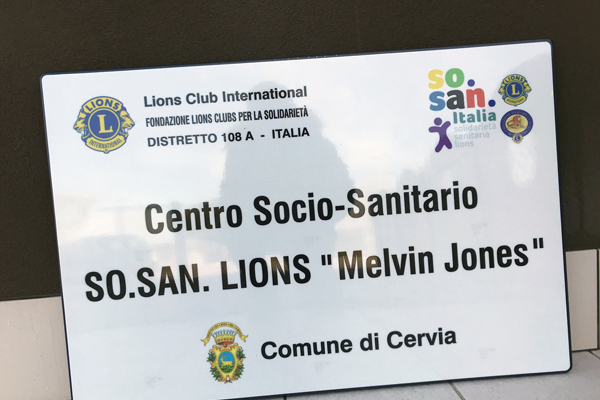 Lions Club International
FONDAZIONE LIONS CLUBS PER LA SOLIDARIETÀ
DISTRETTO 108 A - ITALIA
LIONS
L
INTERNATIONAL
so.
san.
Italia
solidarietà
sanitaria
lions
Centro Socio-Sanitario
SO.SAN. LIONS "Melvin Jones"
Comune di Cervia